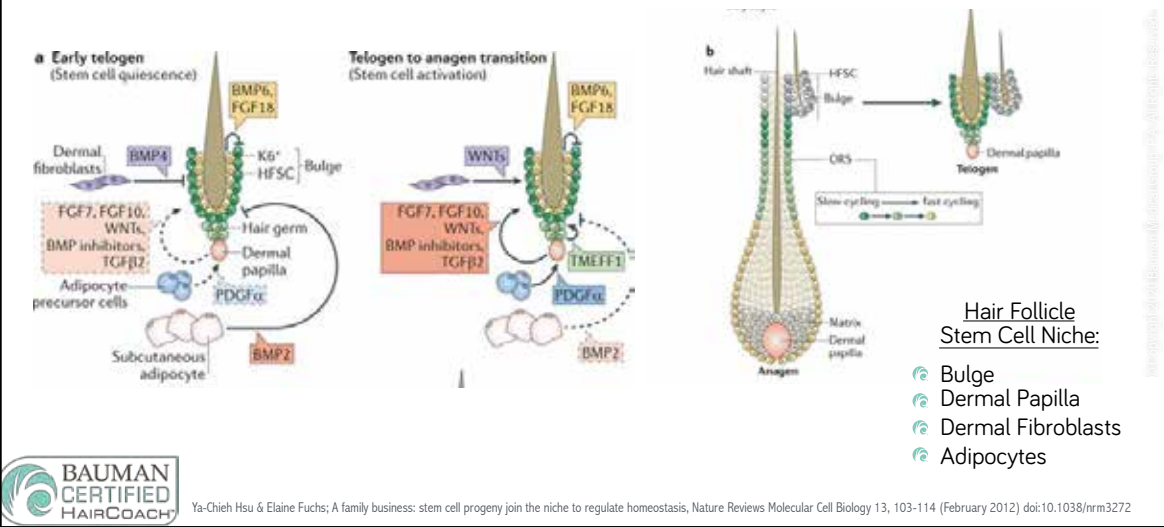 a Early telogen
(Stem cell quiescence)
BMP6,
FGF18
Dermal
fibroblasts
BMP4
K6+
HFSC
Bulge
FGF7, FGF10,
WNTs,
BMP inhibitors,
TGFβ2
Hair germ
Dermal
papilla
Adipocyte
precursor cells
PDGFα
Subcutaneous
adipocyte
BMP2
Telogen to anagen transition
(Stem cell activation)
BMP6,
FGF18
WNTs
FGF7, FGF10,
WNTs,
BMP inhibitors,
TGFβ2
TMEFF1
PDGFα
BMP2
b
Hair shaft
HFSC
Bulge
ORS
Slow cycling fast cycling
Matrix
Dermal
papilla
Anagen
Dermal papilla
Telogen
Hair Follicle
Stem Cell Niche:
Bulge
Dermal Papilla
Dermal Fibroblasts
Adipocytes
BAUMAN
CERTIFIED
HAIRCOACH
Ya-Chieh Hsu & Elaine Fuchs; A family business: stem cell progeny join the niche to regulate homeostasis, Nature Reviews Molecular Cell Biology 13, 103-114 (February 2012) doi:10.1038/nrm3272